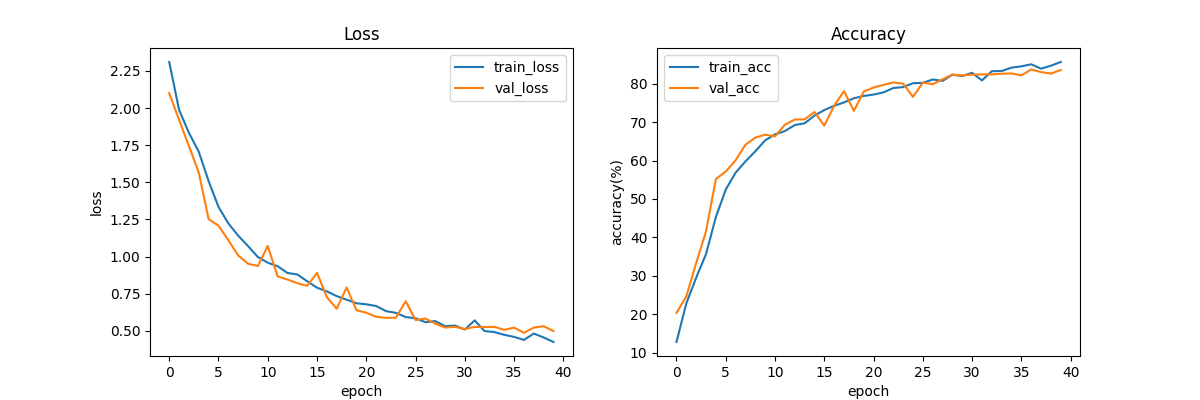 Loss
train_loss
val_loss
2.25
2.00
1.75
1.50
1.25
1.00
0.75
0.50
loss
0 5 10 15 20 25 30 35 40
epoch
Accuracy
train_acc
val_acc
80
70
60
50
40
30
20
10
accuracy(%)
0 5 10 15 20 25 30 35 40
epoch